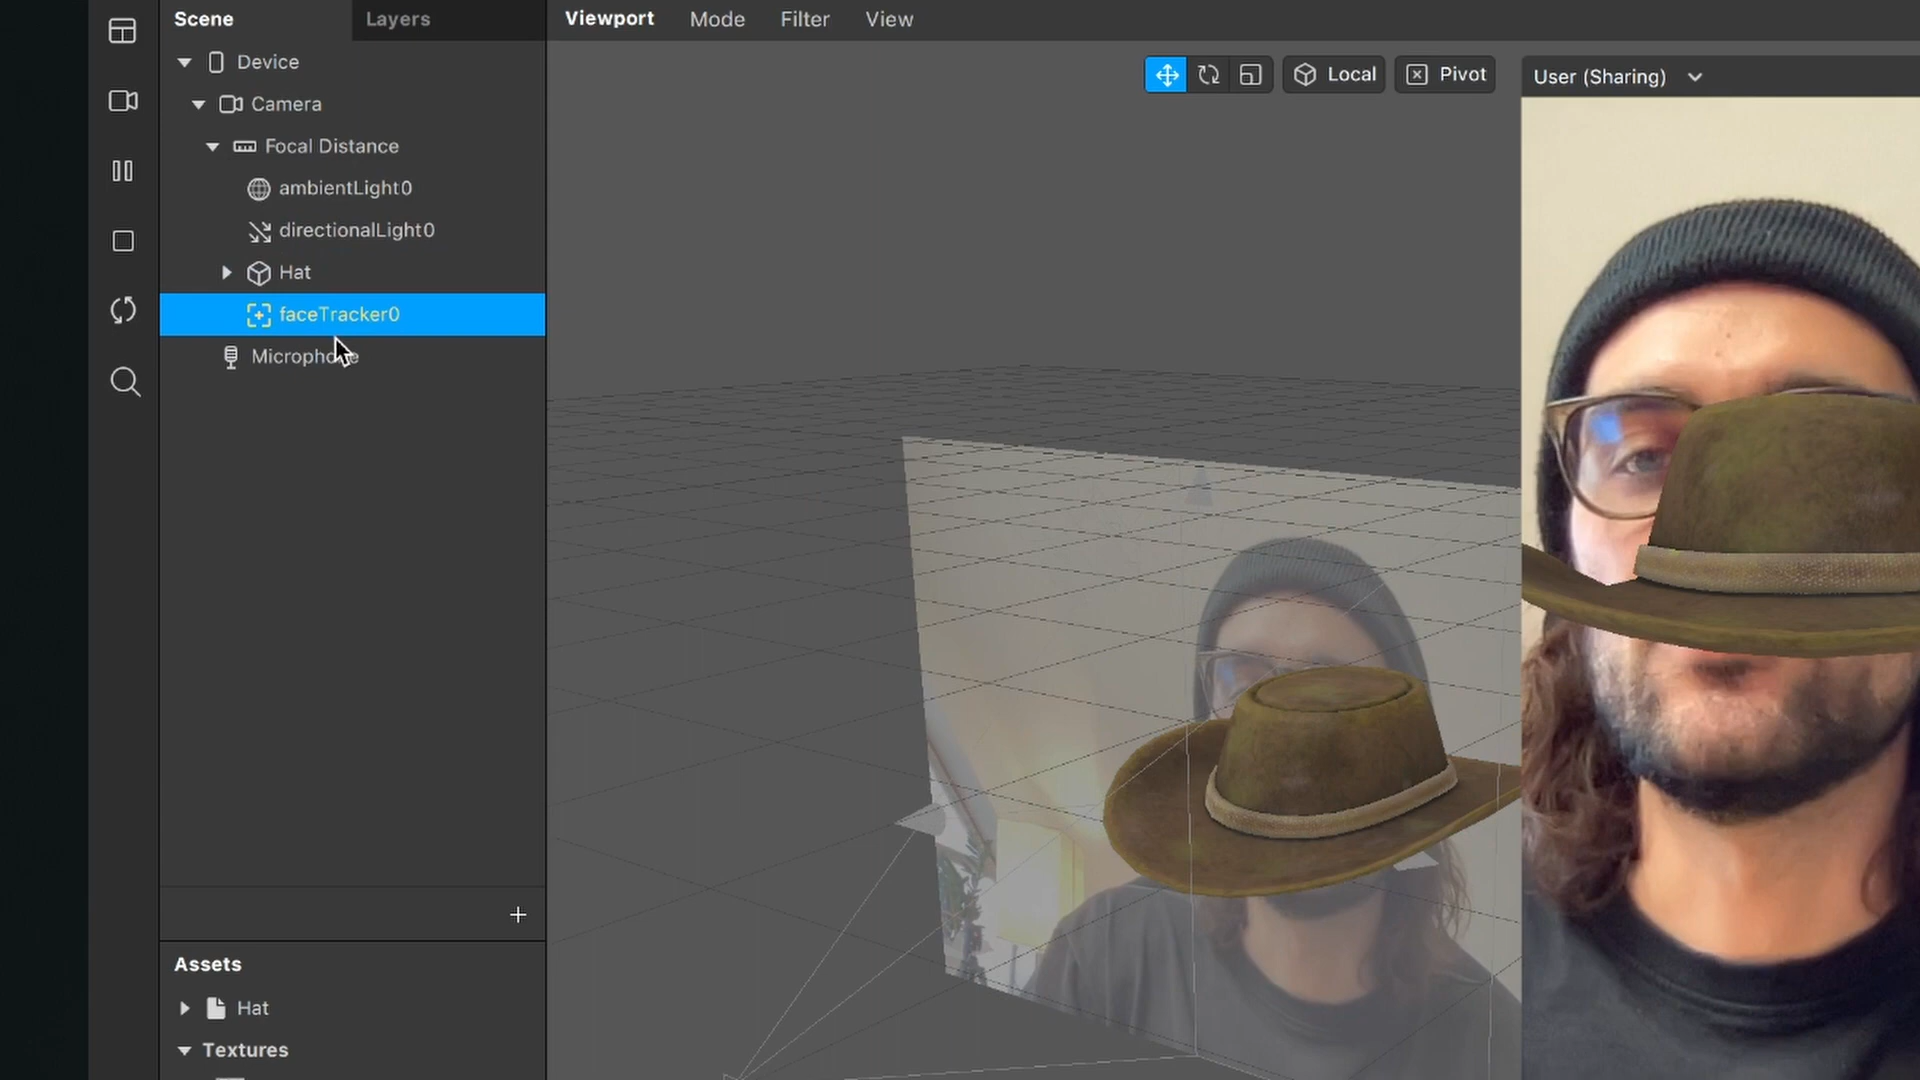 Scene
Layers
Viewport
Mode
Filter
View
Device
Camera
Focal Distance
ambientLight0
directionalLight0
Hat
faceTracker0
Microphone
Local
Pivot
User (Sharing)
Assets
Hat
Textures